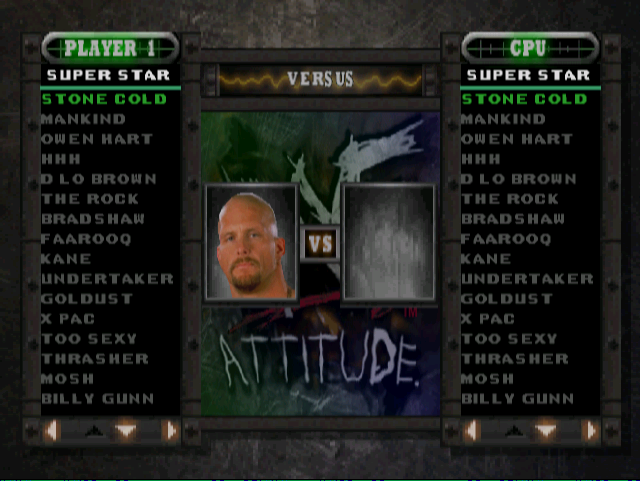 PLAYER 1
SUPER STAR
STONE COLD
MANKIND
OWEN HART
HHH
D LO BROWN
THE ROCK
BRADSHAW
FAAROOQ
KANE
UNDERTAKER
GOLDUST
X PAC
TOO SEXY
THRASHER
MOSH
BILLY GUNN
VERSUS
VS
TM
ATTITUDE.
CPU
SUPER STAR
STONE COLD
MANKIND
OWEN HART
HHH
D LO BROWN
THE ROCK
BRADSHAW
FAAROOQ
KANE
UNDERTAKER
GOLDUST
X PAC
TOO SEXY
THRASHER
MOSH
BILLY GUNN